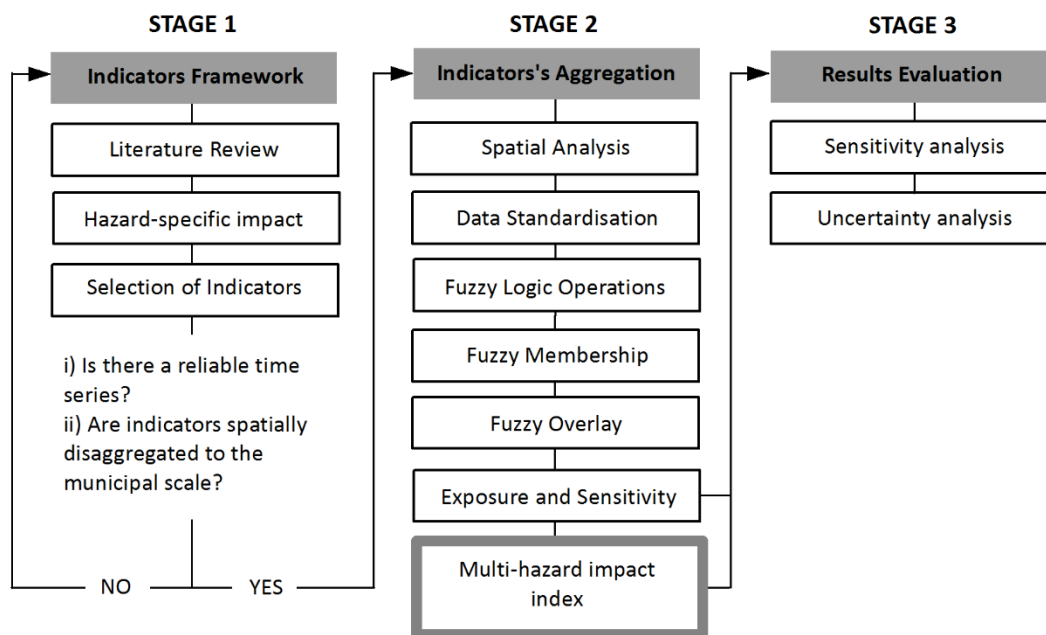 STAGE 1
Indicators Framework
Literature Review
Hazard-specific impact
Selection of Indicators
i) Is there a reliable time
series?
ii) Are indicators spatially
disaggregated to the
municipal scale?
NO
YES
STAGE 2
Indicators's Aggregation
Spatial Analysis
Data Standardisation
Fuzzy Logic Operations
Fuzzy Membership
Fuzzy Overlay
Exposure and Sensitivity
Multi-hazard impact
index
STAGE 3
Results Evaluation
Sensitivity analysis
Uncertainty analysis